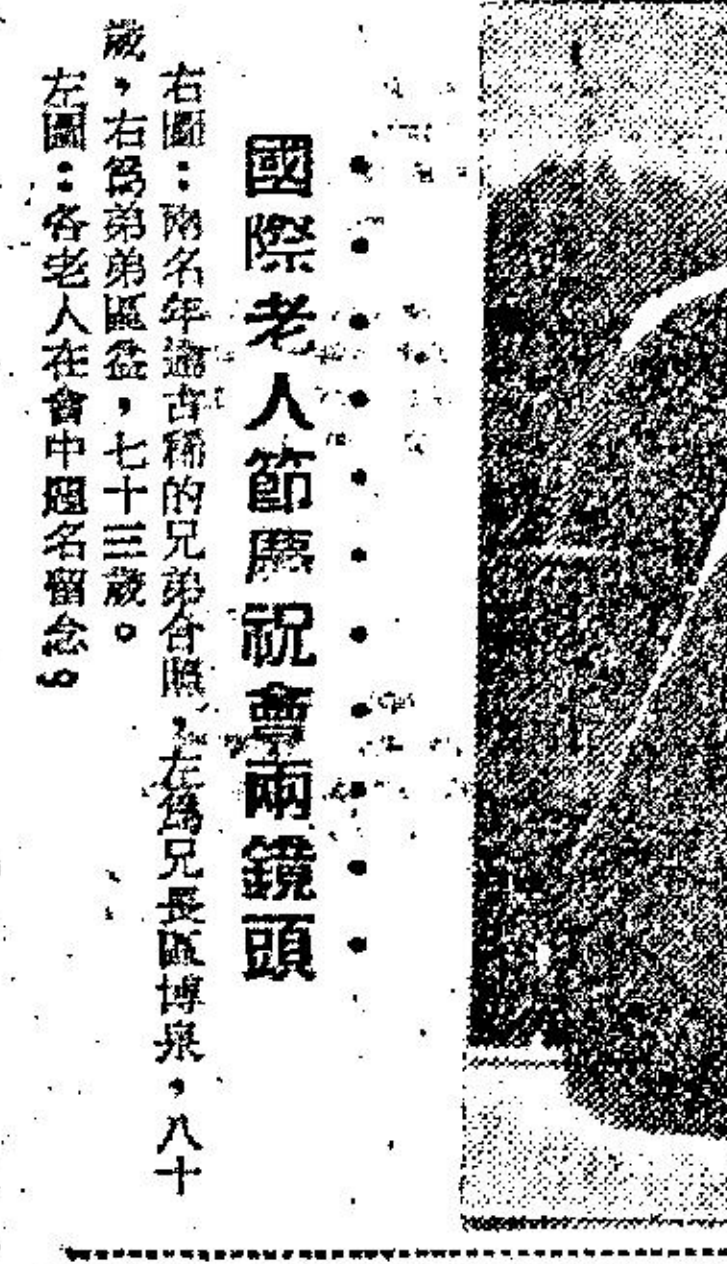 國際老人節慶祝會兩鏡頭
右圖：兩名年逾古稀的兄弟合照，左爲兄長區博泉，八十
歲，右爲弟弟區益，七十三歲。
左圖：各老人在會中題名留念。